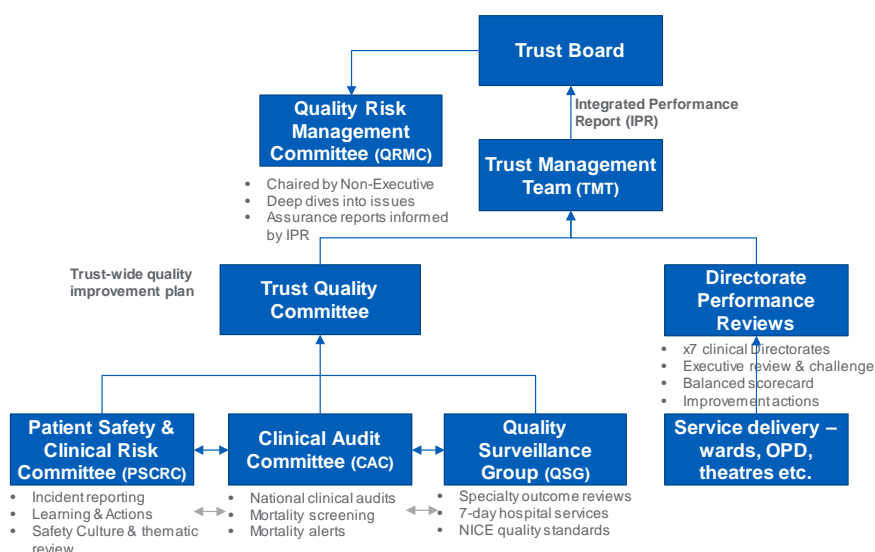 Trust Board
Quality Risk
Management
Committee (QRMC)
Integrated Performance
Report (IPR)
Trust Management
Team (TMT)
• Chaired by Non-Executive
• Deep dives into issues
• Assurance reports informed
by IPR
Trust-wide quality
improvement plan
Trust Quality
Committee
Directorate
Performance
Reviews
• x7 clinical Directorates
• Executive review & challenge
• Balanced scorecard
• Improvement actions
Patient Safety &
Clinical Risk
Committee (PSCRC)
Clinical Audit
Committee (CAC)
Quality
Surveillance
Group (QSG)
Service delivery –
wards, OPD,
theatres etc.
• Incident reporting
• Learning & Actions
• Safety Culture & thematic
review
• National clinical audits
• Mortality screening
• Mortality alerts
• Specialty outcome reviews
• 7-day hospital services
• NICE quality standards